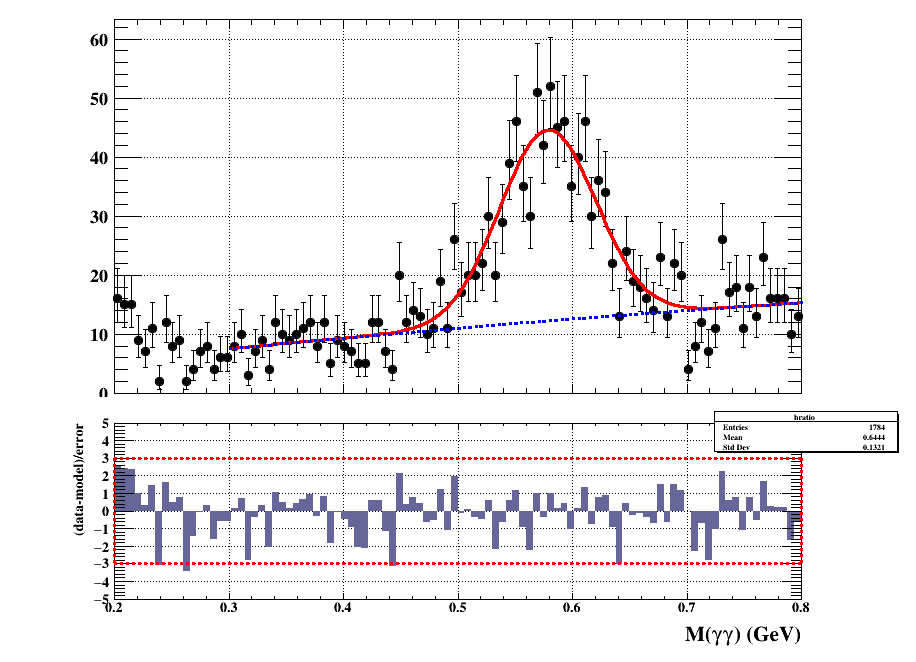 60
50
40
30
20
10
0
hratio
Entries 1784
Mean 0.6444
Std Dev 0.1321
(data-model)/error
5
4
3
2
1
0
−1
−2
−3
−4
−5
0.2 0.3 0.4 0.5 0.6 0.7 0.8
M(γγ) (GeV)